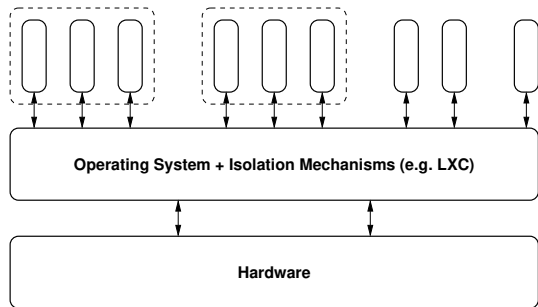 Operating System + Isolation Mechanisms (e.g. LXC)
Hardware